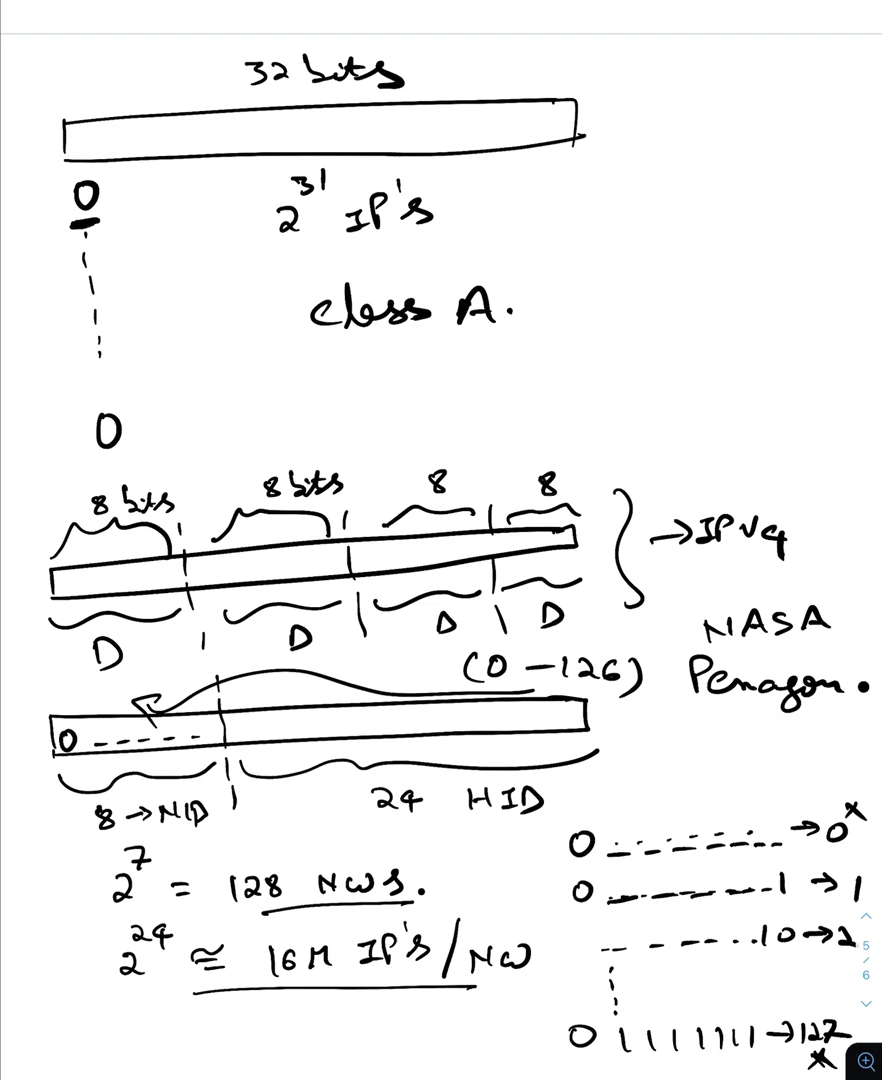 32 bits
0
2^31 IP's
class A.
0
8 bits 8 bits 8 8
→ IPv4
D D D D
NASA
(0 - 126)
Penagon.
0 ------
8 → NID 24 HID
2^7 = 128 NWS.
2^24 ≅ 16M IP's / NW
0 ------ → 0 *
0 ------ 1 → 1
------ 10 → 2
0 1111111 → 127
*
5
/
6